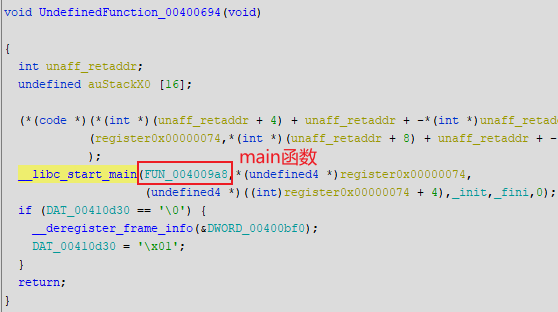 void UndefinedFunction_00400694(void)
{
int unaff_retaddr;
undefined auStackX0 [16];
(*(code *)(*(int *)(unaff_retaddr + 4) + unaff_retaddr + -*(int *)unaff_retaddr
(register0x00000074,*(int *)(unaff_retaddr + 8) + unaff_retaddr + -
);
main函数
__libc_start_main(FUN_004009a8,*(undefined4 *)register0x00000074,
(undefined4 *)((int)register0x00000074 + 4),_init,_fini,0);
if (DAT_00410d30 == '\0') {
__deregister_frame_info(&DWORD_00400bf0);
DAT_00410d30 = '\x01';
}
return;
}